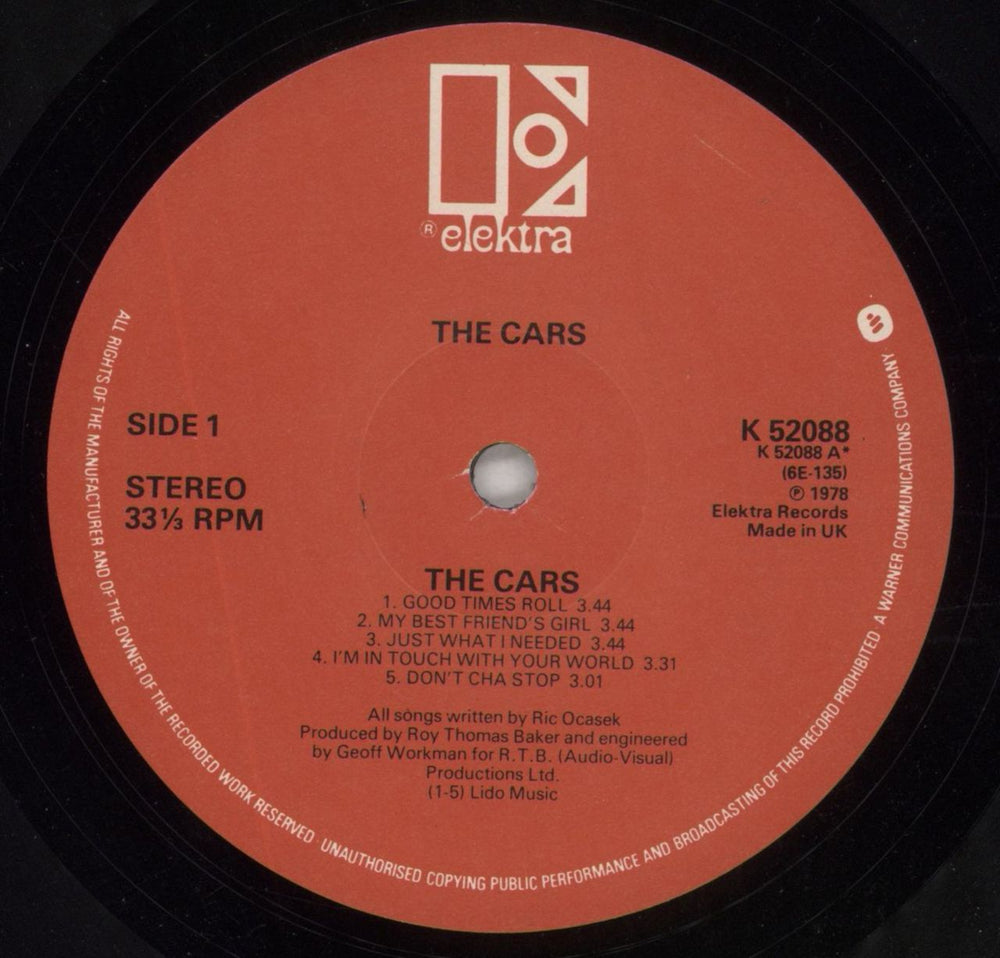 ® elektra
THE CARS
SIDE 1
STEREO
33⅓ RPM
K 52088
K 52088 A*
(6E-135)
℗ 1978
Elektra Records
Made in UK
THE CARS
1. GOOD TIMES ROLL 3.44
2. MY BEST FRIEND'S GIRL 3.44
3. JUST WHAT I NEEDED 3.44
4. I'M IN TOUCH WITH YOUR WORLD 3.31
5. DON'T CHA STOP 3.01
All songs written by Ric Ocasek
Produced by Roy Thomas Baker and engineered
by Geoff Workman for R.T.B. (Audio-Visual)
Productions Ltd.
(1-5) Lido Music
ALL RIGHTS OF THE MANUFACTURER AND OF THE OWNER OF THE RECORDED WORK RESERVED · UNAUTHORISED COPYING PUBLIC PERFORMANCE AND BROADCASTING OF THIS RECORD PROHIBITED · A WARNER COMMUNICATIONS COMPANY